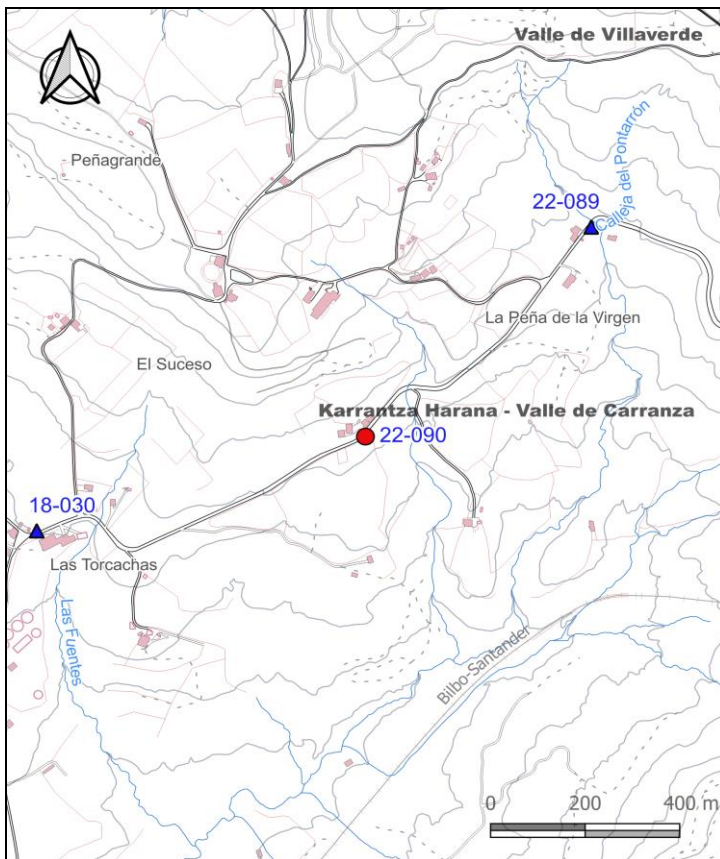 Valle de Villaverde
Peñagrande
Calleja del Pontarrón
22-089
La Peña de la Virgen
El Suceso
Karrantza Harana - Valle de Carranza
22-090
18-030
Las Torcachas
Las Fuentes
Bilbo-Santander
0 200 400 m